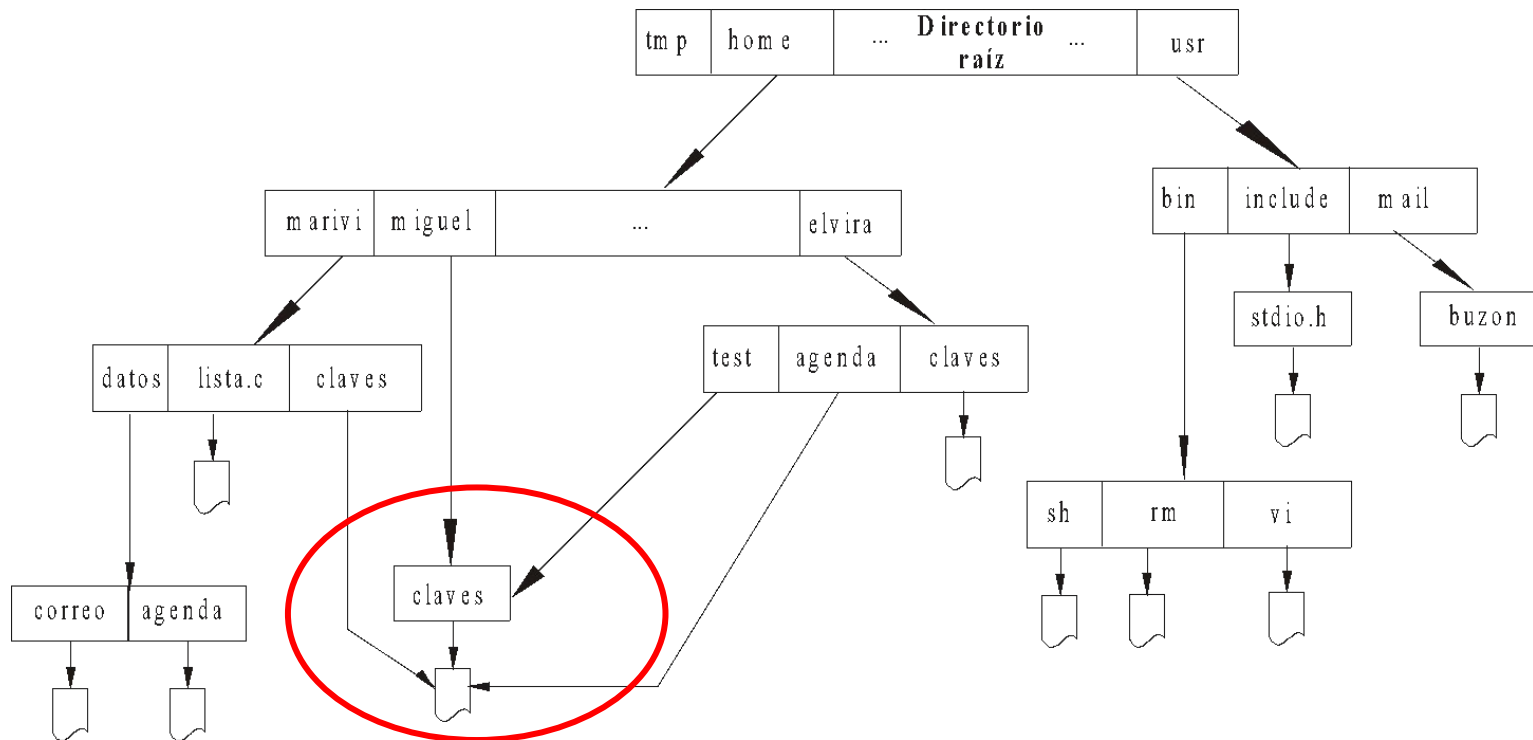 tmp home ... Directorio raíz ... usr
marivi miguel ... elvira
bin include mail
stdio.h buzon
datos lista.c claves
test agenda claves
sh rm vi
correo agenda
claves